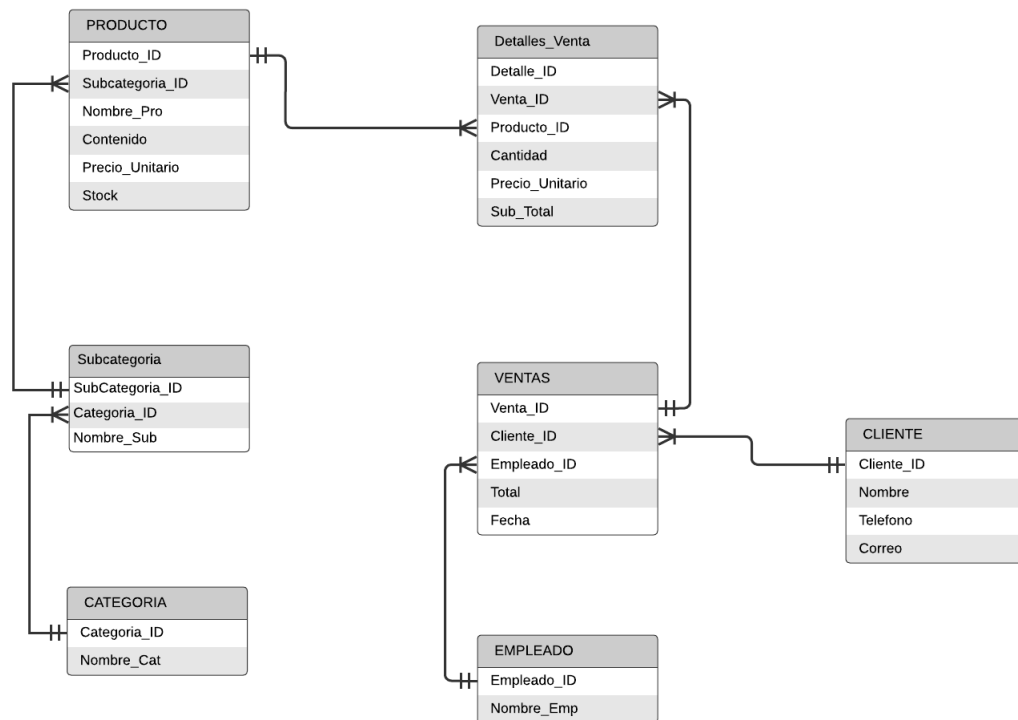 PRODUCTO
Producto_ID
Subcategoria_ID
Nombre_Pro
Contenido
Precio_Unitario
Stock
Detalles_Venta
Detalle_ID
Venta_ID
Producto_ID
Cantidad
Precio_Unitario
Sub_Total
Subcategoria
SubCategoria_ID
Categoria_ID
Nombre_Sub
VENTAS
Venta_ID
Cliente_ID
Empleado_ID
Total
Fecha
CLIENTE
Cliente_ID
Nombre
Telefono
Correo
CATEGORIA
Categoria_ID
Nombre_Cat
EMPLEADO
Empleado_ID
Nombre_Emp